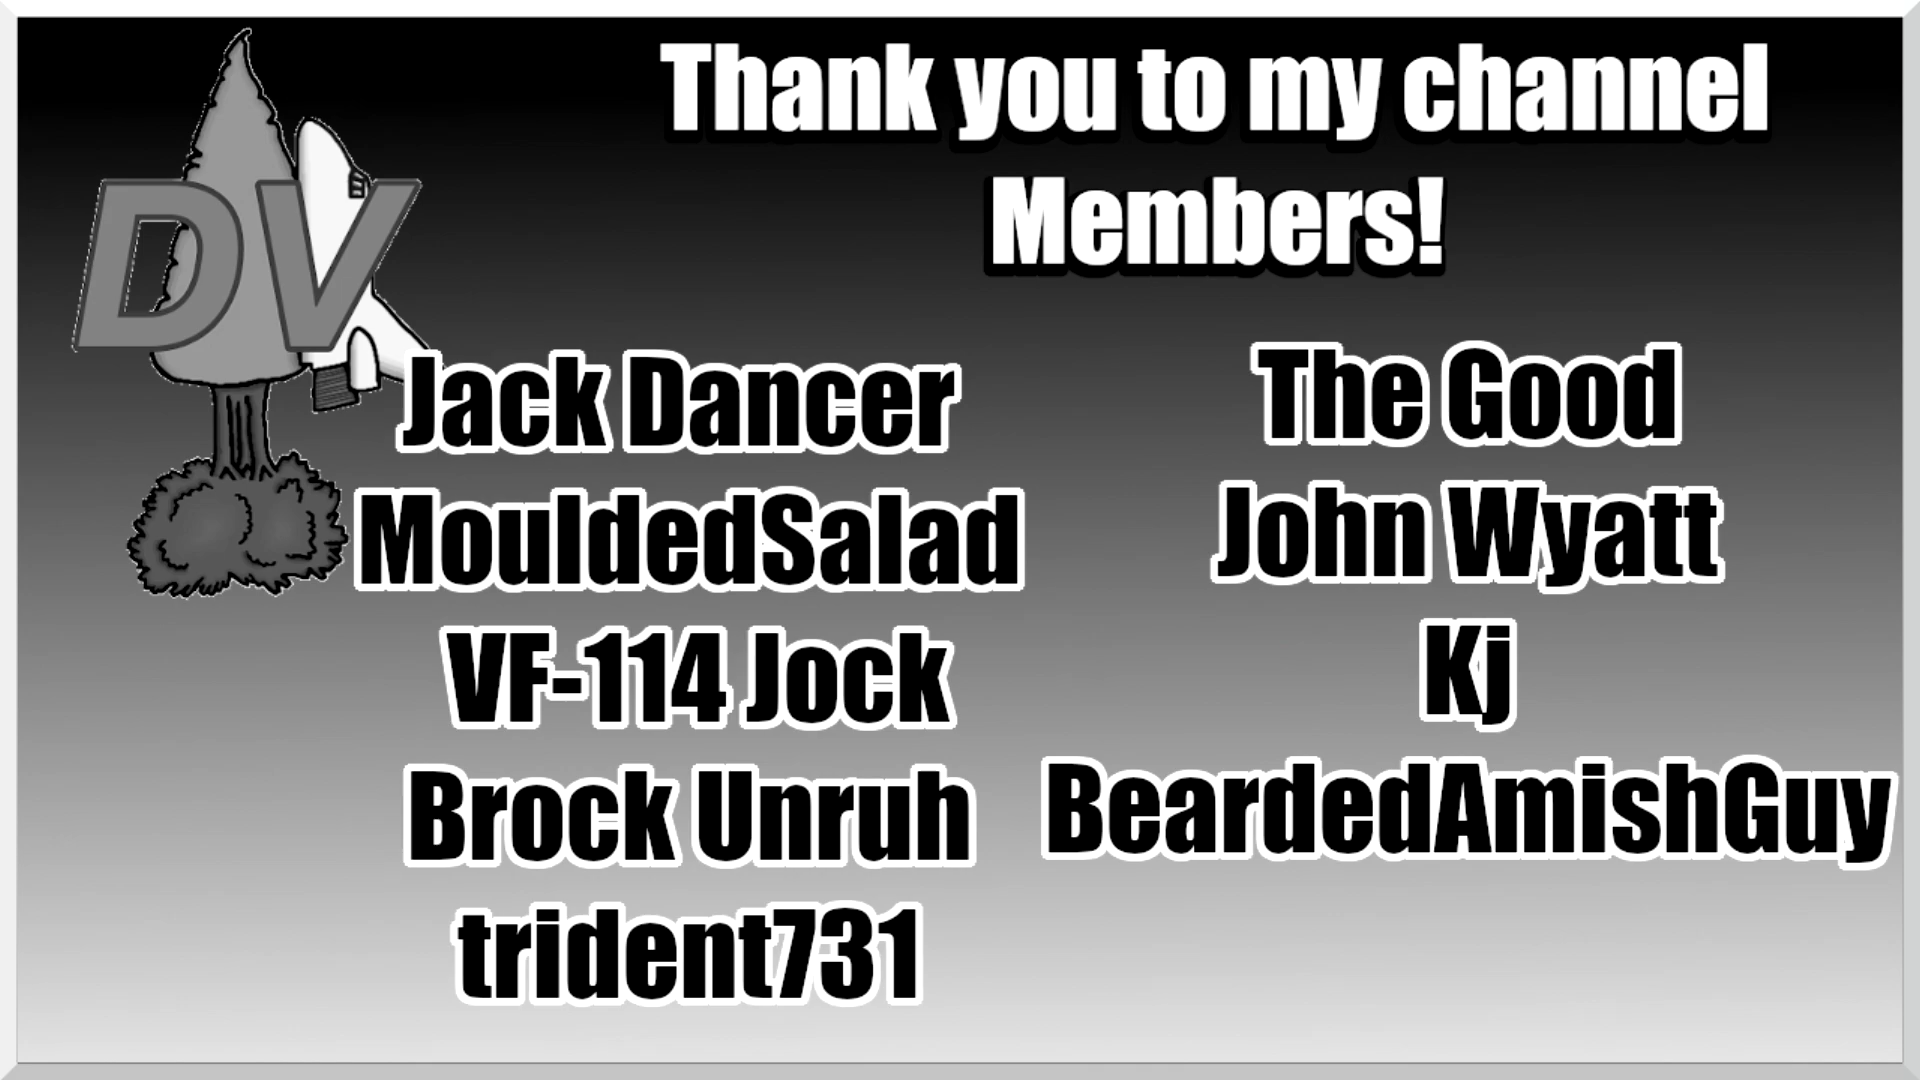 DV
Thank you to my channel
Members!
Jack Dancer
MouldedSalad
VF-114 Jock
Brock Unruh
trident731
The Good
John Wyatt
Kj
BeardedAmishGuy